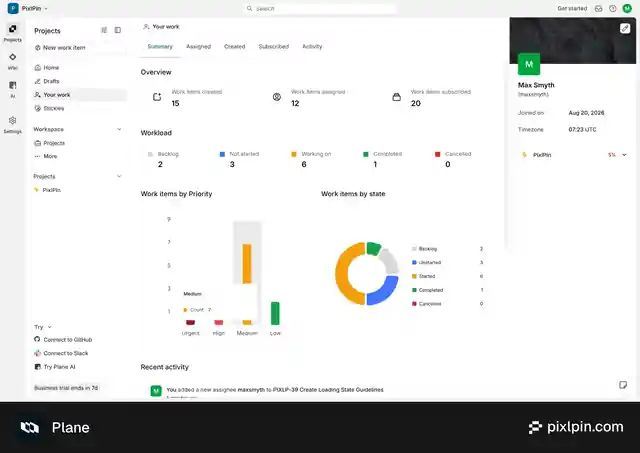 PixlPin
Search
Get started
M
Projects
Wiki
AI
Settings
Projects
New work item
Home
Drafts
Your work
Stickies
Workspace
Projects
More
Projects
PixlPin
Try
Connect to GitHub
Connect to Slack
Try Plane AI
Business trial ends in 7d
Your work
Summary Assigned Created Subscribed Activity
Overview
Work items created
15
Work items assigned
12
Work items subscribed
20
Workload
Backlog
2
Not started
3
Working on
6
Completed
1
Cancelled
0
Work items by Priority
9
7
5
3
1
Medium
Count 7
Urgent High Medium Low
Work items by state
Backlog 2
Unstarted 3
Started 6
Completed 1
Cancelled 0
Recent activity
M
You added a new assignee maxsmyth to PIXLP-39 Create Loading State Guidelines
M
Max Smyth
(maxsmyth)
Joined on Aug 20, 2026
Timezone 07:23 UTC
PixlPin 5%
Plane
pixlpin.com